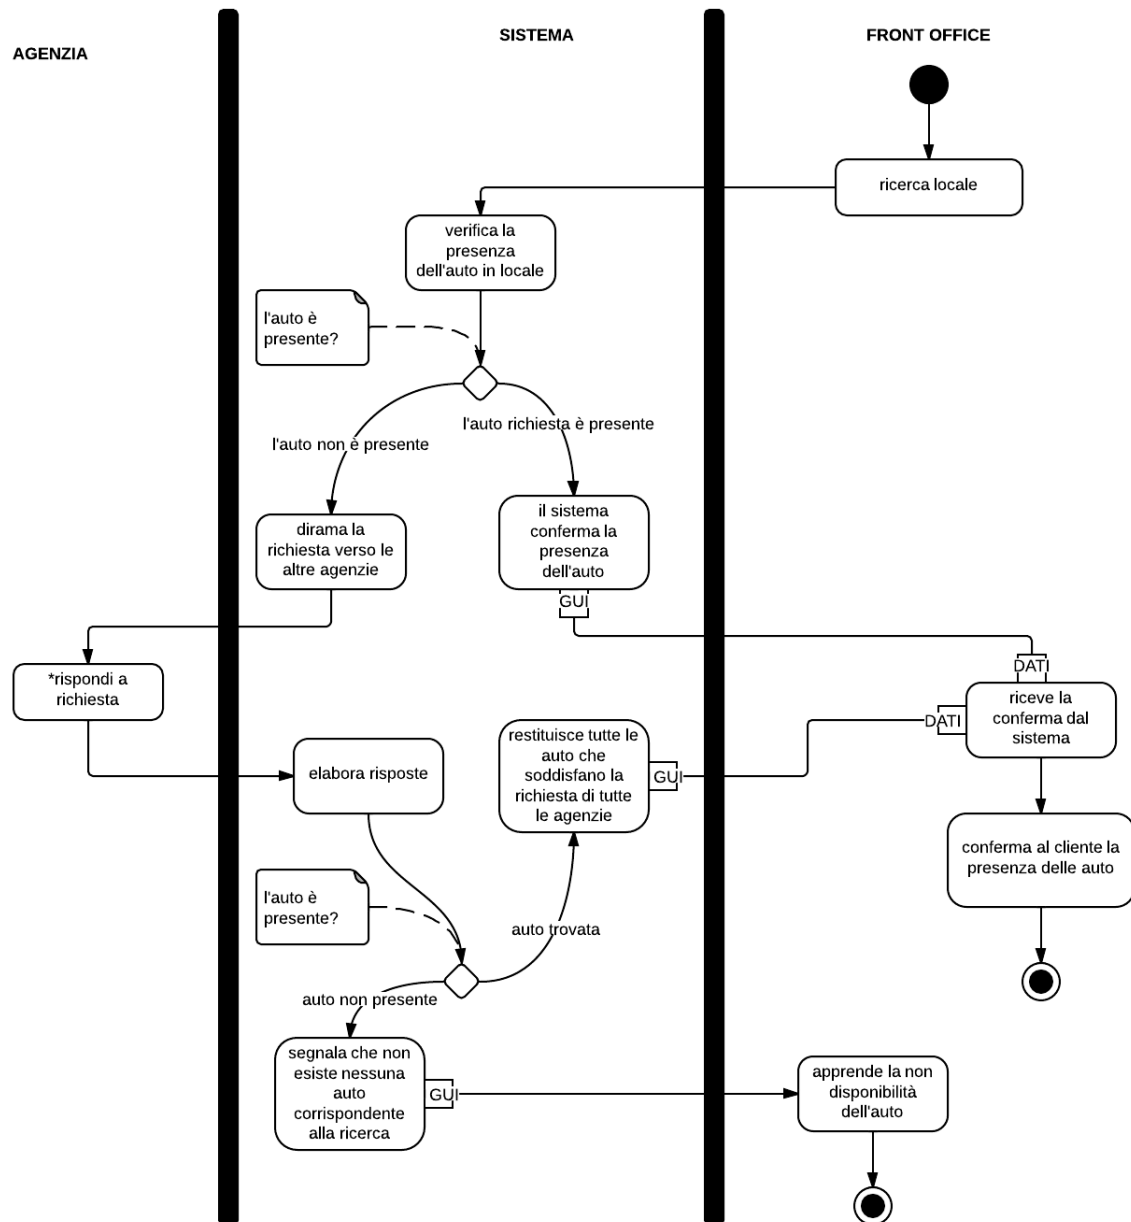 AGENZIA
SISTEMA
FRONT OFFICE
ricerca locale
verifica la
presenza
dell'auto in locale
l'auto è
presente?
l'auto richiesta è presente
l'auto non è presente
dirama la
richiesta verso le
altre agenzie
il sistema
conferma la
presenza
dell'auto
GUI
DATI
*rispondi a
richiesta
riceve la
conferma dal
sistema
DATI
restituisce tutte le
auto che
soddisfano la
richiesta di tutte
le agenzie
GUI
elabora risposte
conferma al cliente la
presenza delle auto
l'auto è
presente?
auto trovata
auto non presente
segnala che non
esiste nessuna
auto
corrispondente
alla ricerca
GUI
apprende la non
disponibilità
dell'auto